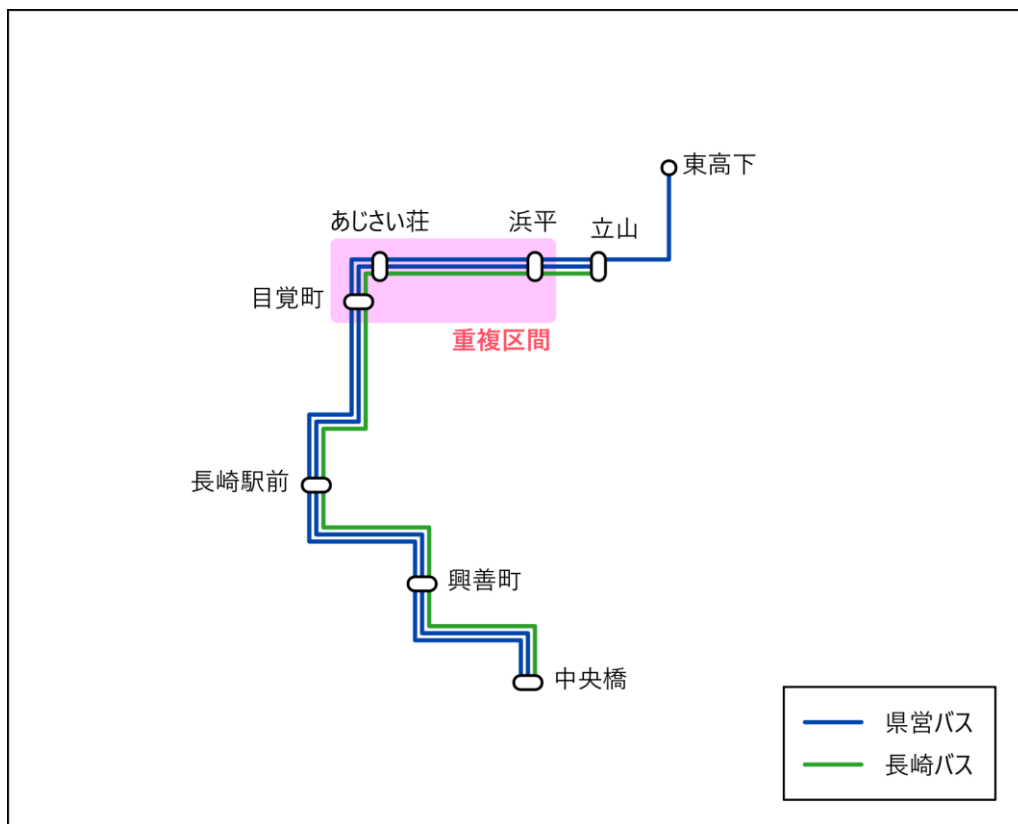 東高下
あじさい荘
浜平
立山
目覚町
重複区間
長崎駅前
興善町
中央橋
県営バス
長崎バス